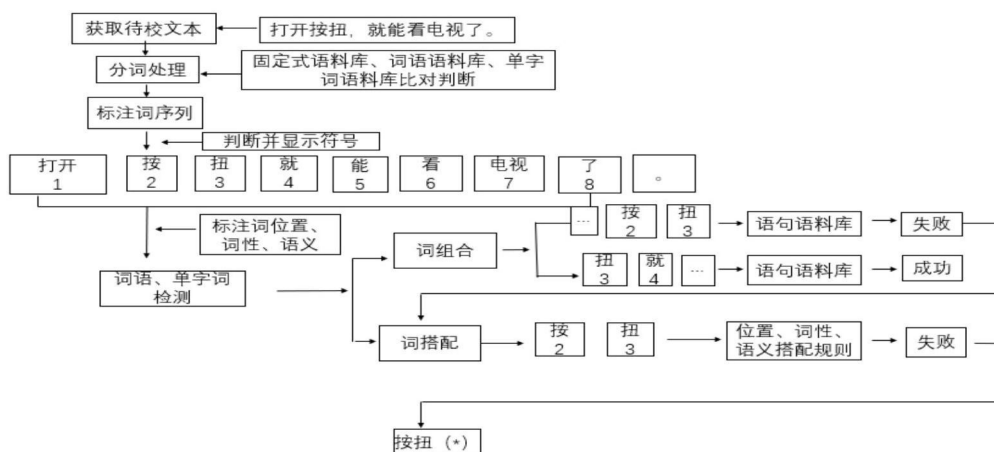 获取待校文本
打开按扭，就能看电视了。
分词处理
固定式语料库、词语语料库、单字
词语料库比对判断
标注词序列
判断并显示符号
打开 按 扭 就 能 看 电视 了 。
1 2 3 4 5 6 7 8
标注词位置、
词性、语义
词语、单字词
检测
词组合
... 按 扭
2 3
语句语料库
失败
扭 就 ...
3 4
语句语料库
成功
词搭配
按 扭
2 3
位置、词性、
语义搭配规则
失败
按扭（*）